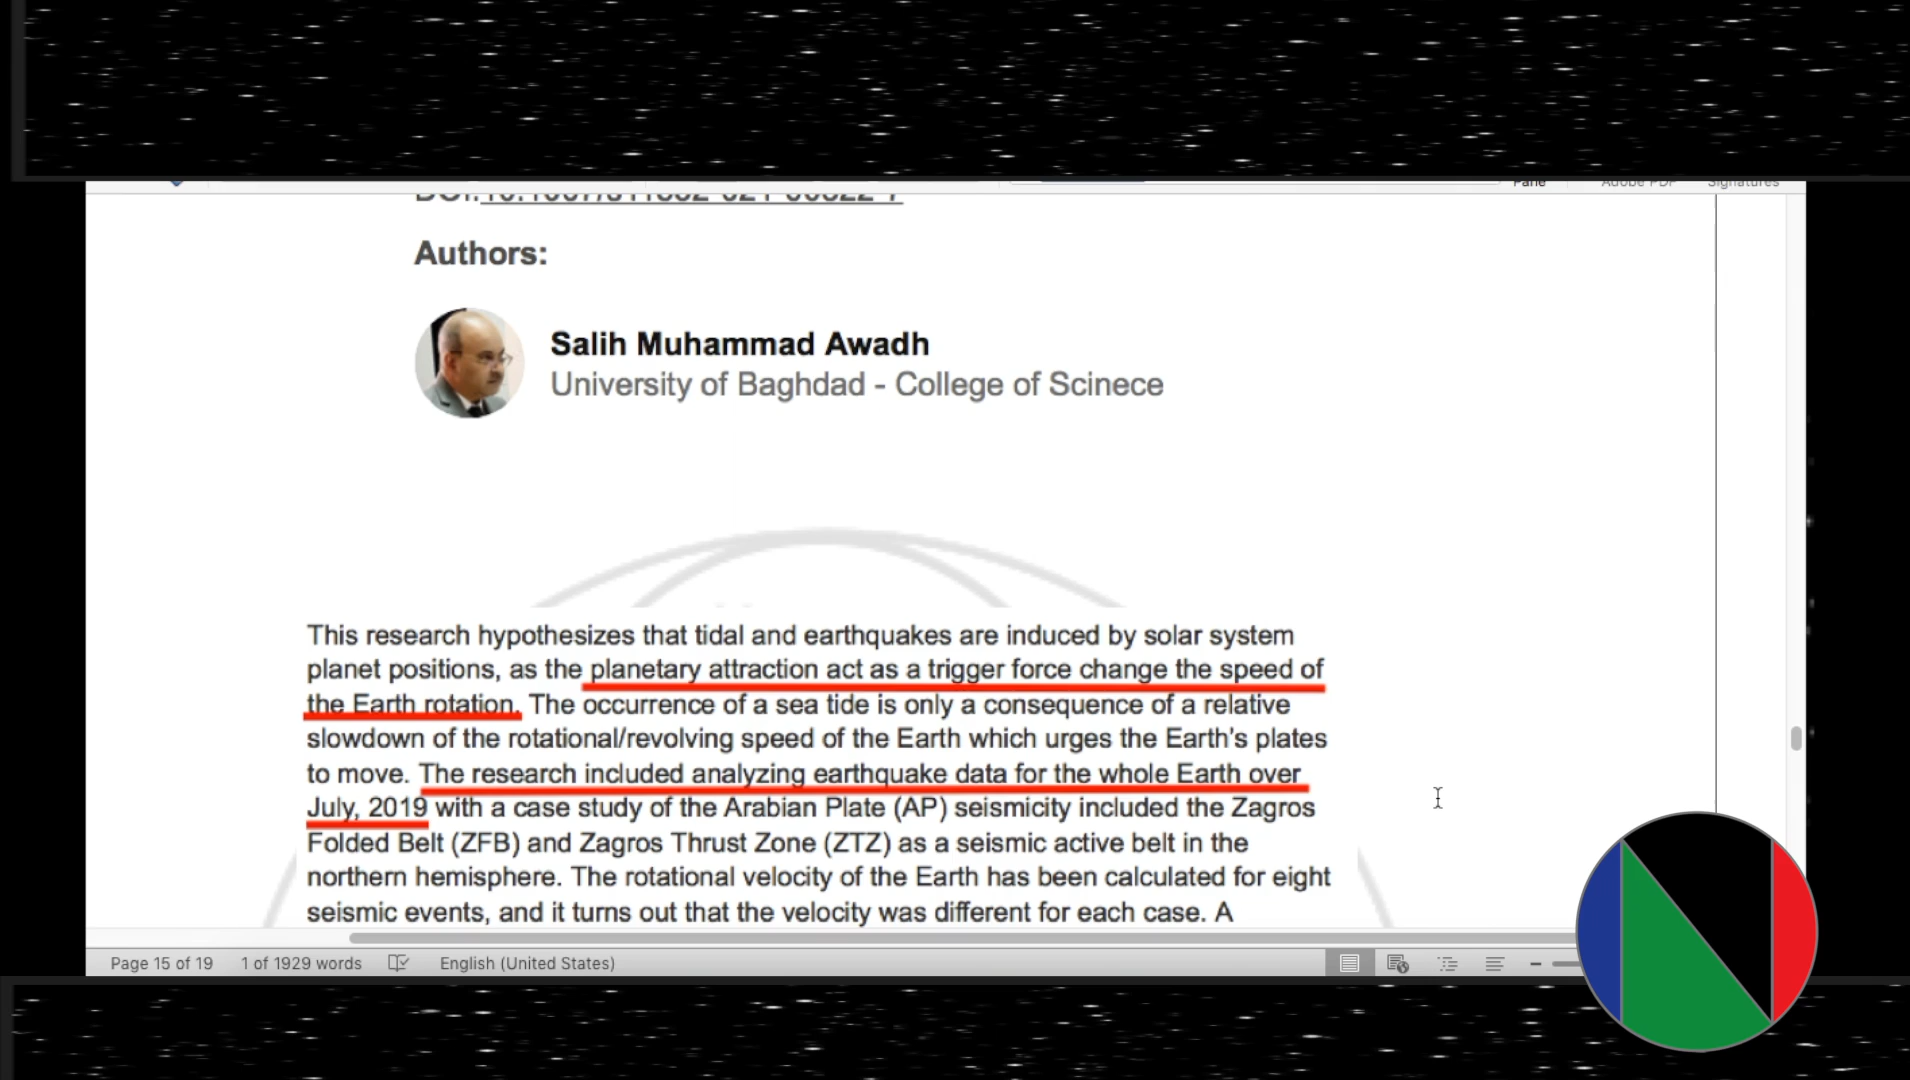 Pane Adobe PDF Signatures
Authors:
Salih Muhammad Awadh
University of Baghdad - College of Scinece
This research hypothesizes that tidal and earthquakes are induced by solar system
planet positions, as the planetary attraction act as a trigger force change the speed of
the Earth rotation. The occurrence of a sea tide is only a consequence of a relative
slowdown of the rotational/revolving speed of the Earth which urges the Earth's plates
to move. The research included analyzing earthquake data for the whole Earth over
July, 2019 with a case study of the Arabian Plate (AP) seismicity included the Zagros
Folded Belt (ZFB) and Zagros Thrust Zone (ZTZ) as a seismic active belt in the
northern hemisphere. The rotational velocity of the Earth has been calculated for eight
seismic events, and it turns out that the velocity was different for each case. A
Page 15 of 19 1 of 1929 words English (United States)